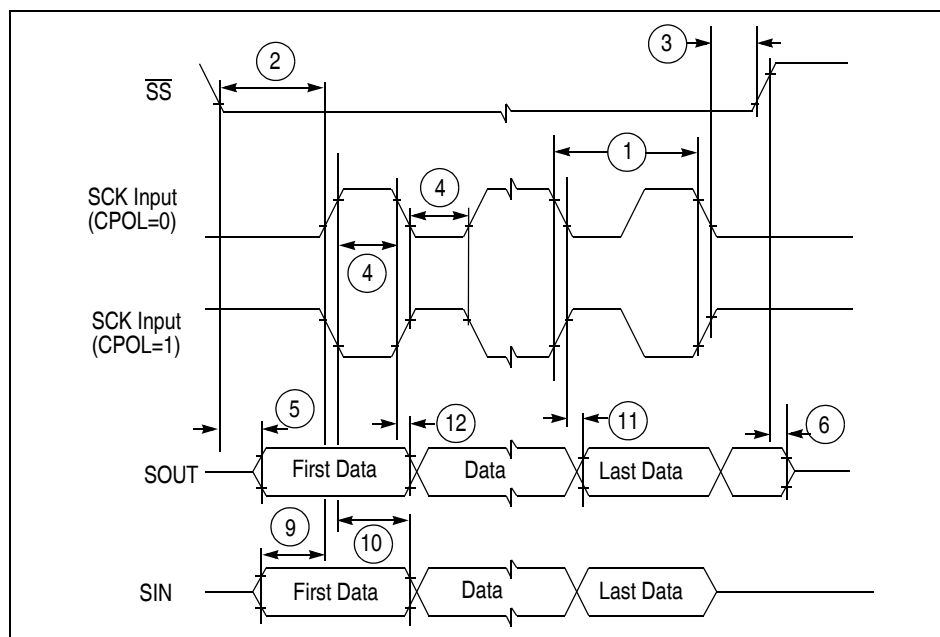 3
2
S̅S̅
1
SCK Input
(CPOL=0)
4
4
SCK Input
(CPOL=1)
5
12
11
6
SOUT
First Data
Data
Last Data
9
10
SIN
First Data
Data
Last Data